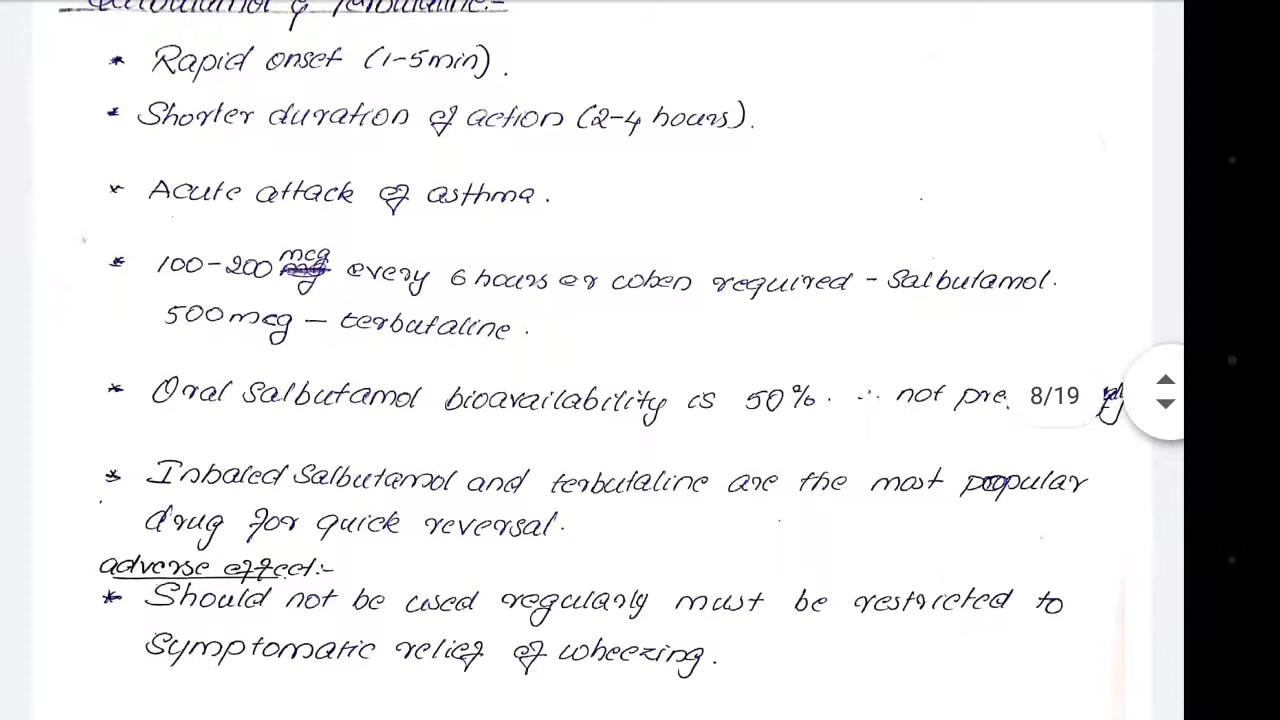 Salbutamol & Terbutaline:-
* Rapid onset (1-5min).
* Shorter duration of action (2-4 hours).
* Acute attack of asthma.
mcg
* 100-200 every 6 hours or when required - Salbutamol.
500 mcg - terbutaline.
* Oral Salbutamol bioavailability is 50%. ∴ not pre. 8/19
* Inhaled Salbutamol and terbutaline are the most popular
drug for quick reversal.
adverse effect:-
* Should not be used regularly must be restricted to
symptomatic relief of wheezing.